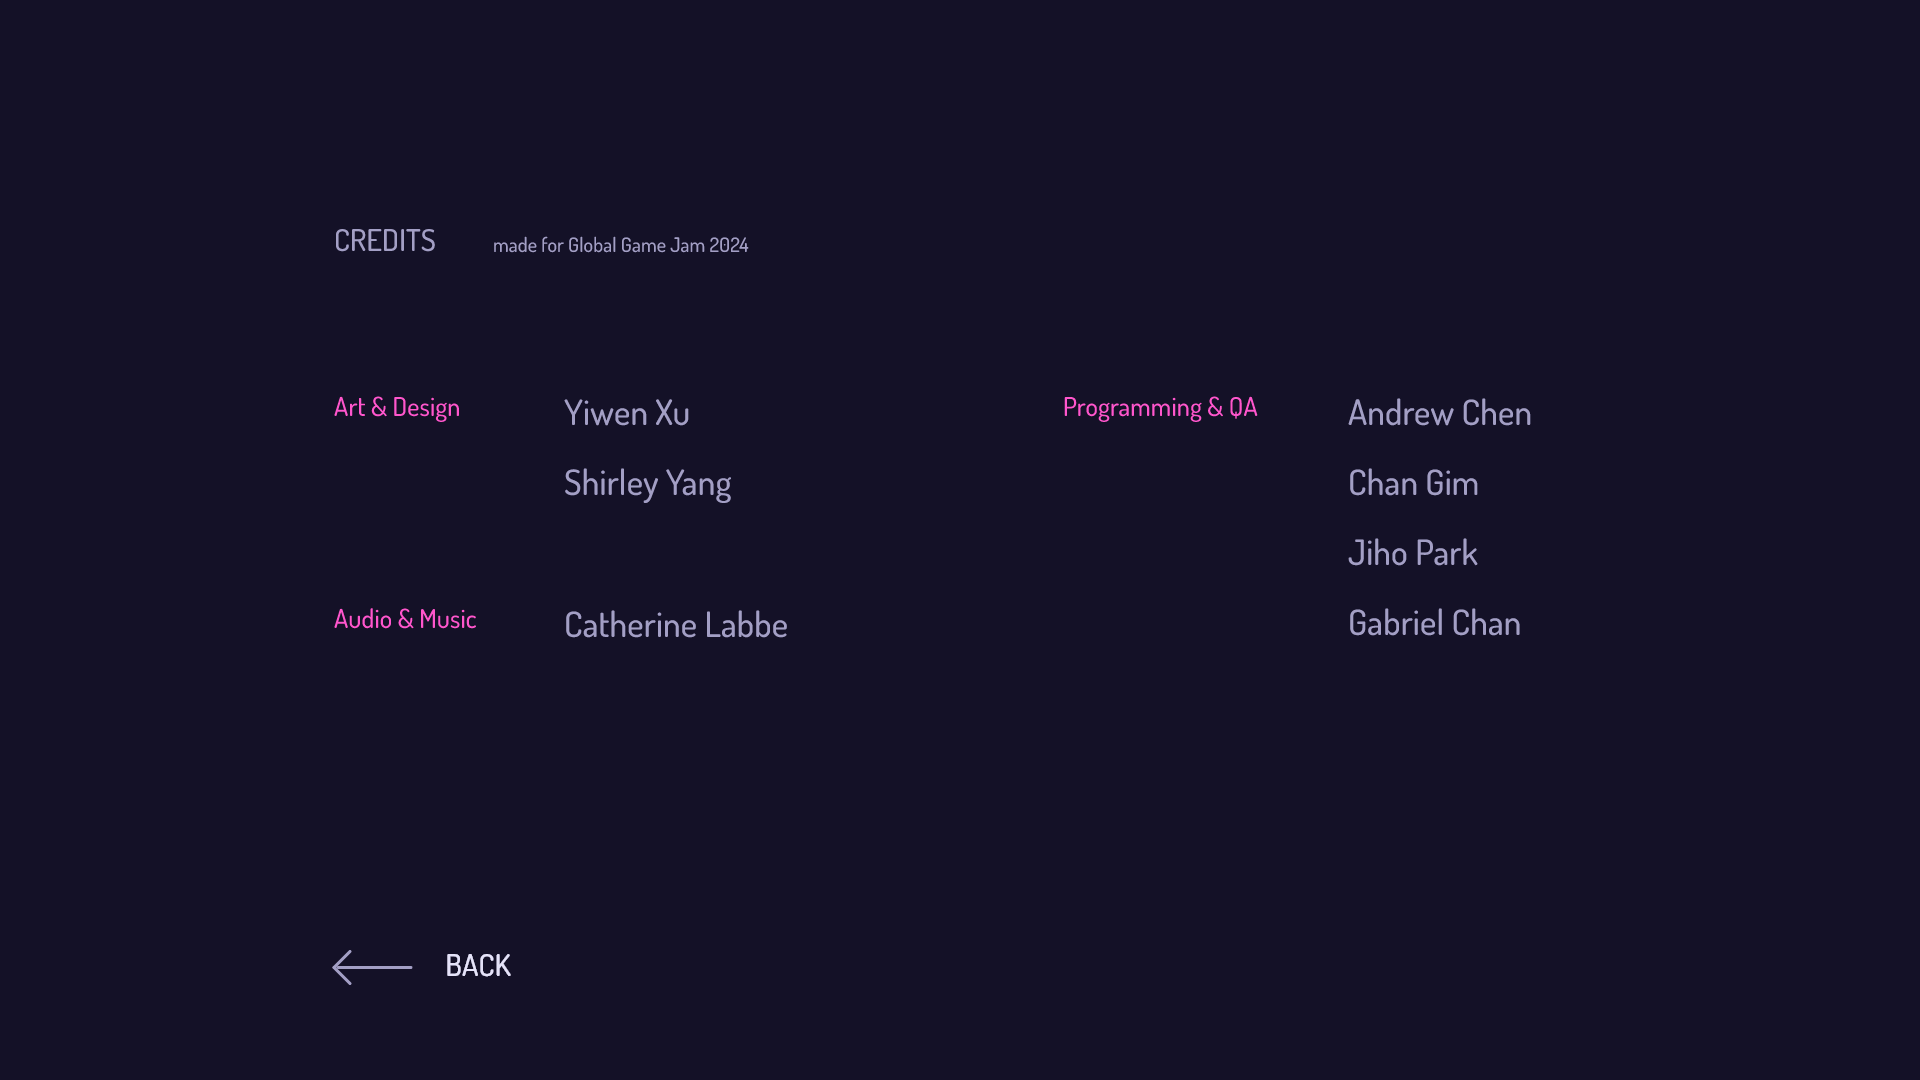 CREDITS made for Global Game Jam 2024
Art & Design
Yiwen Xu
Shirley Yang
Audio & Music
Catherine Labbe
Programming & QA
Andrew Chen
Chan Gim
Jiho Park
Gabriel Chan
BACK